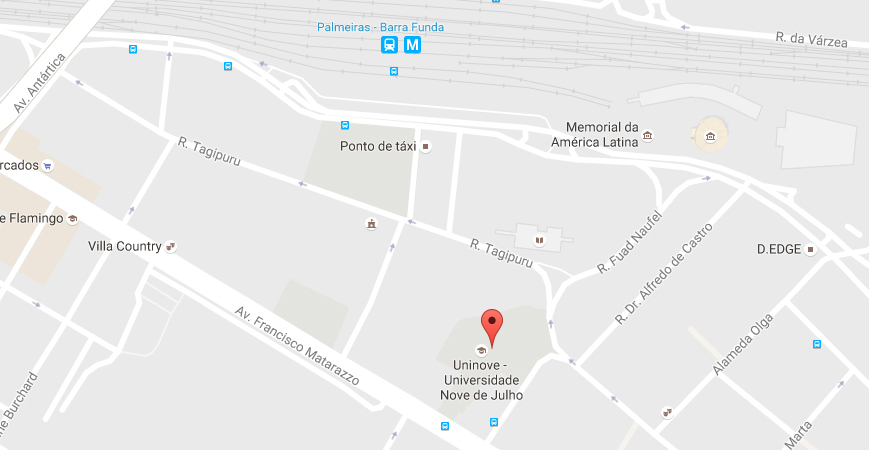 Palmeiras - Barra Funda
M
R. da Várzea
Av. Antártica
Memorial da
América Latina
Ponto de táxi
R. Tagipuru
rcados
e Flamingo
Villa Country
R. Tagipuru
R. Fuad Naufel
D.EDGE
R. Dr. Alfredo de Castro
Av. Francisco Matarazzo
Alameda Olga
Uninove -
Universidade
Nove de Julho
ne Burchard
Marta